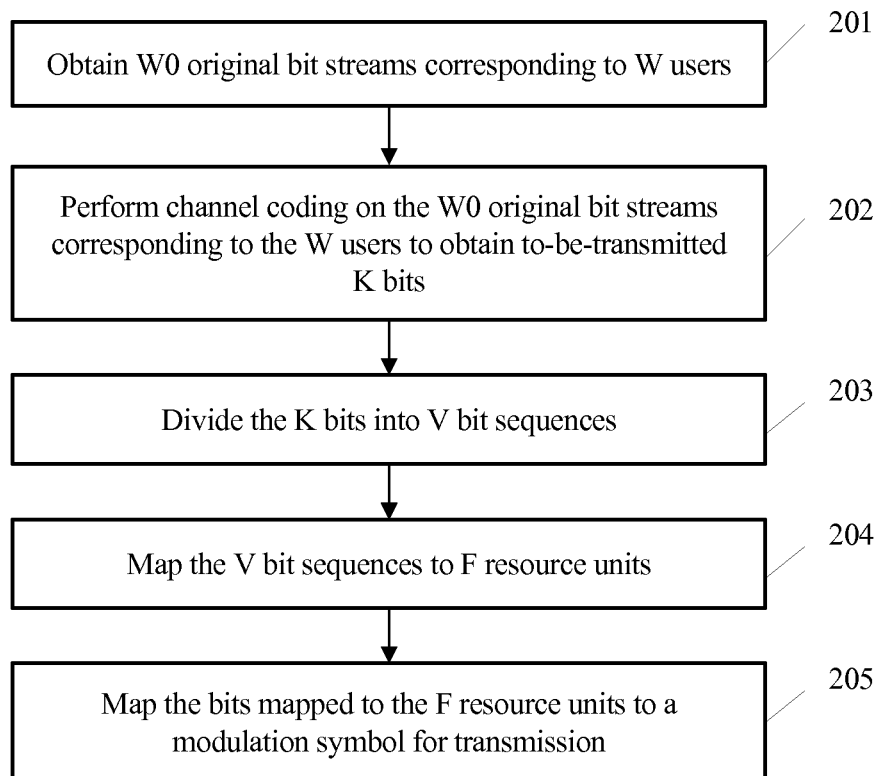 201
Obtain W0 original bit streams corresponding to W users
202
Perform channel coding on the W0 original bit streams
corresponding to the W users to obtain to-be-transmitted
K bits
203
Divide the K bits into V bit sequences
204
Map the V bit sequences to F resource units
205
Map the bits mapped to the F resource units to a
modulation symbol for transmission